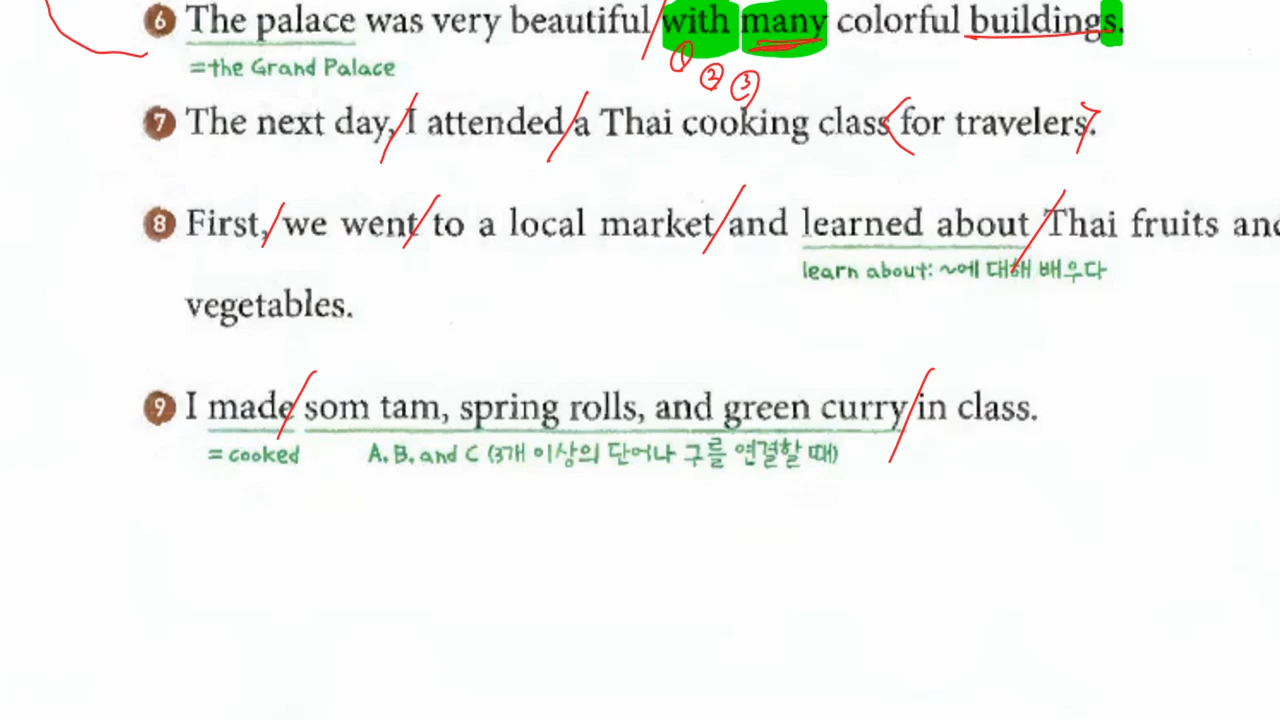 6 The palace was very beautiful / with many colorful buildings.
=the Grand Palace
① ② ③
7 The next day, / I attended / a Thai cooking class (for travelers).
8 First, / we went / to a local market / and learned about / Thai fruits and
learn about: ~에 대해 배우다
vegetables.
9 I made / som tam, spring rolls, and green curry / in class.
= cooked A, B, and C (3개 이상의 단어나 구를 연결할 때)